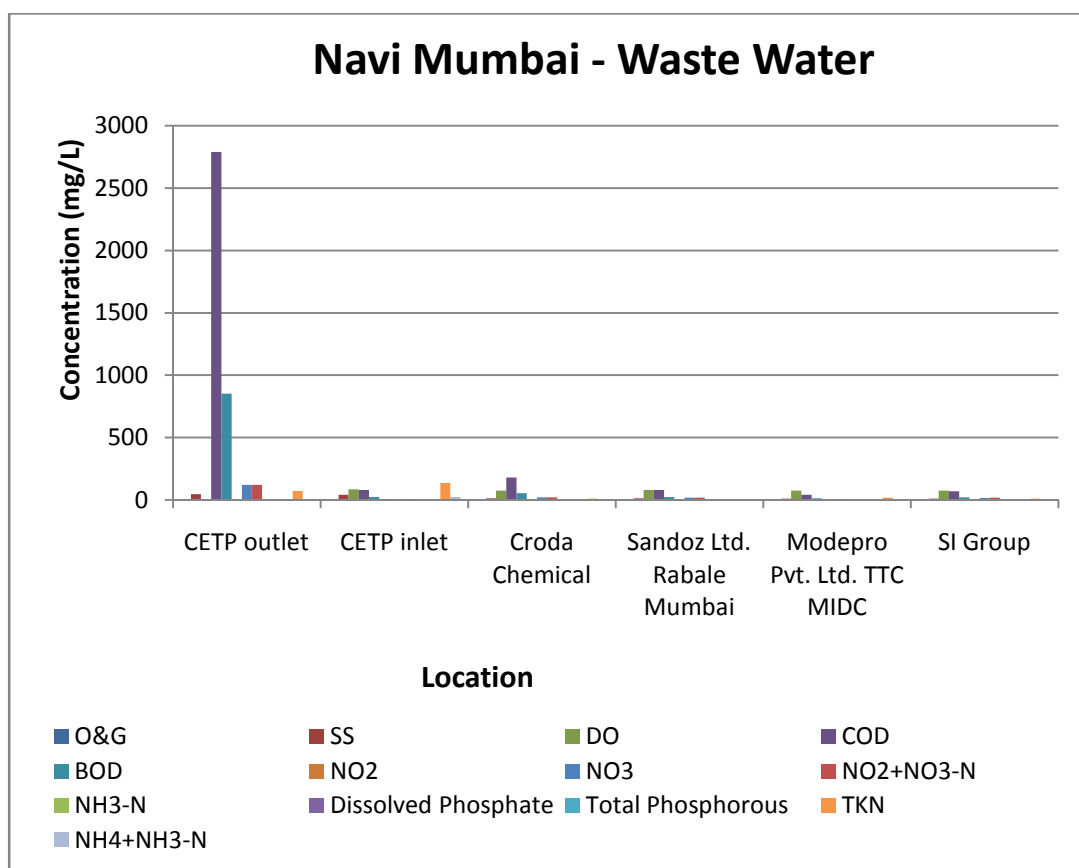 Navi Mumbai - Waste Water
Concentration (mg/L)
3000
2500
2000
1500
1000
500
0
CETP outlet
CETP inlet
Croda
Chemical
Sandoz Ltd.
Rabale
Mumbai
Modepro
Pvt. Ltd. TTC
MIDC
SI Group
Location
O&G
SS
DO
COD
BOD
NO2
NO3
NO2+NO3-N
NH3-N
Dissolved Phosphate
Total Phosphorous
TKN
NH4+NH3-N